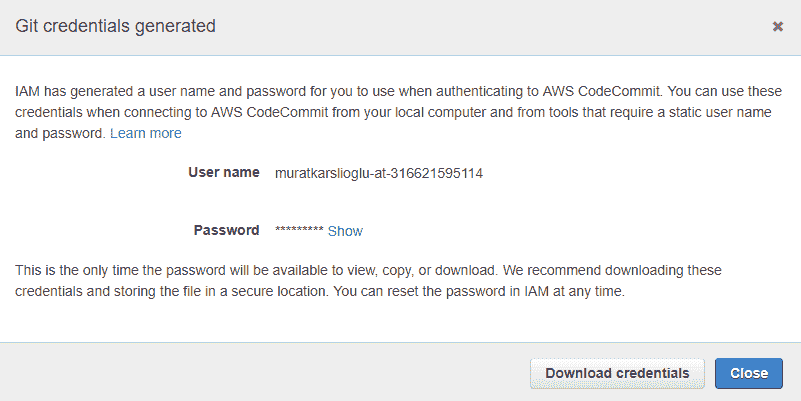 Git credentials generated
IAM has generated a user name and password for you to use when authenticating to AWS CodeCommit. You can use these
credentials when connecting to AWS CodeCommit from your local computer and from tools that require a static user name
and password. Learn more
User name muratkarslioglu-at-316621595114
Password ********* Show
This is the only time the password will be available to view, copy, or download. We recommend downloading these
credentials and storing the file in a secure location. You can reset the password in IAM at any time.
Download credentials Close